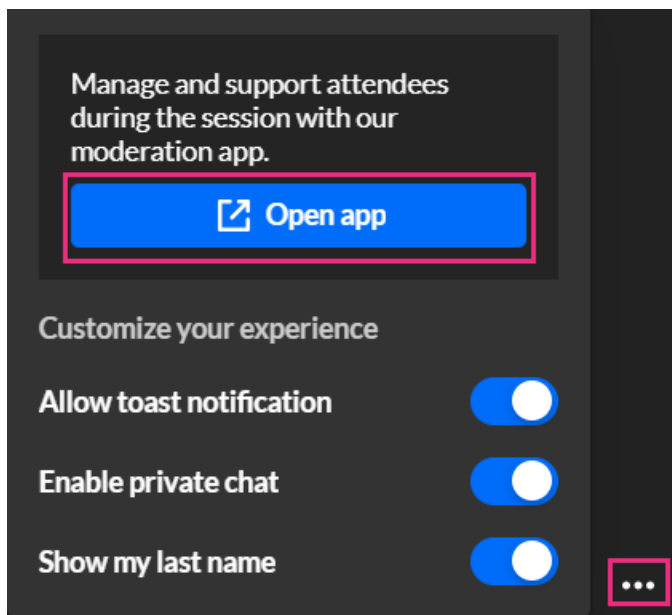 Manage and support attendees
during the session with our
moderation app.
Open app
Customize your experience
Allow toast notification
Enable private chat
Show my last name